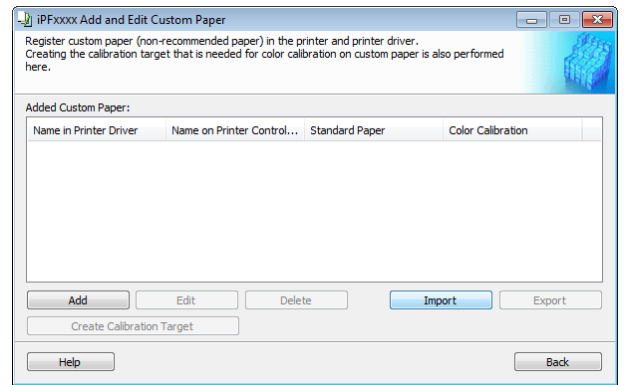 iPFxxxx Add and Edit Custom Paper
Register custom paper (non-recommended paper) in the printer and printer driver.
Creating the calibration target that is needed for color calibration on custom paper is also performed
here.
Added Custom Paper:
Name in Printer Driver Name on Printer Control... Standard Paper Color Calibration
Add Edit Delete Import Export
Create Calibration Target
Help Back